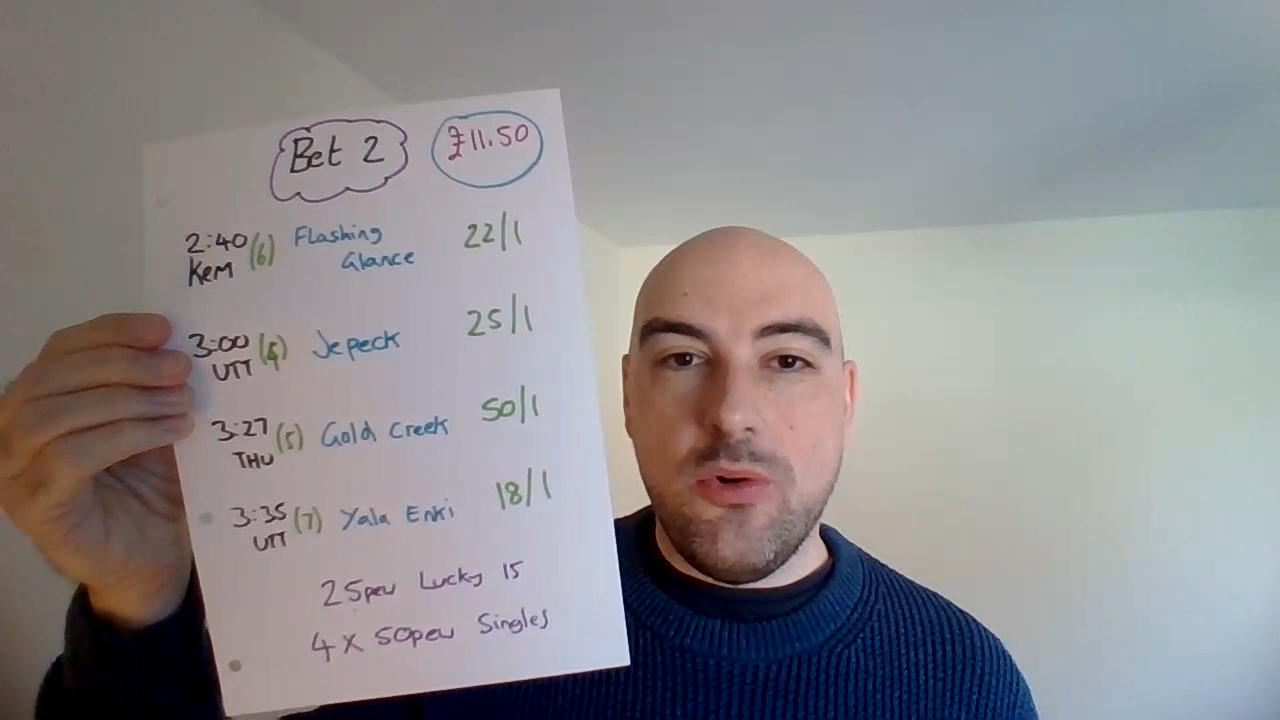 Bet 2 £11.50
2:40 (6) Flashing 22/1
KEM Glance
3:00 (4) Jepeck 25/1
UTT
3:27 (5) Gold Creek 50/1
THU
3:35 (7) Yala Enki 18/1
UTT
25pew Lucky 15
4 X 50pew Singles